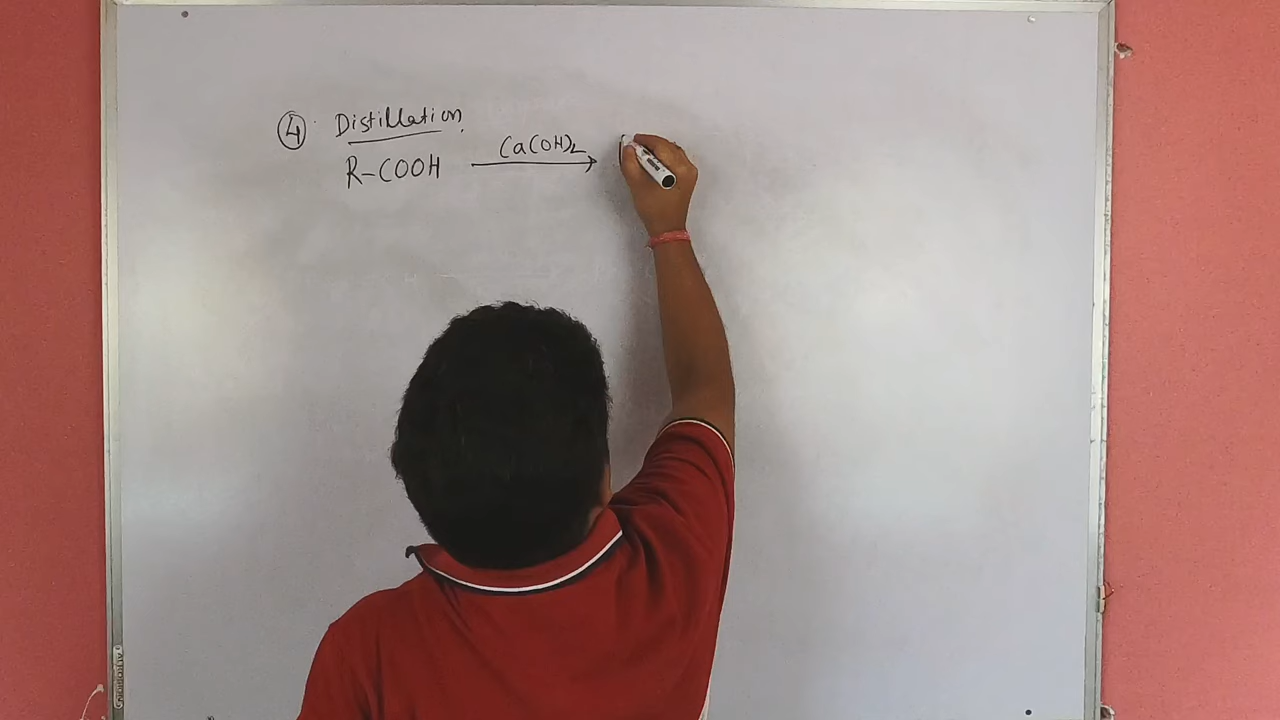 ④ Distillation
R-COOH Ca(OH)₂ →